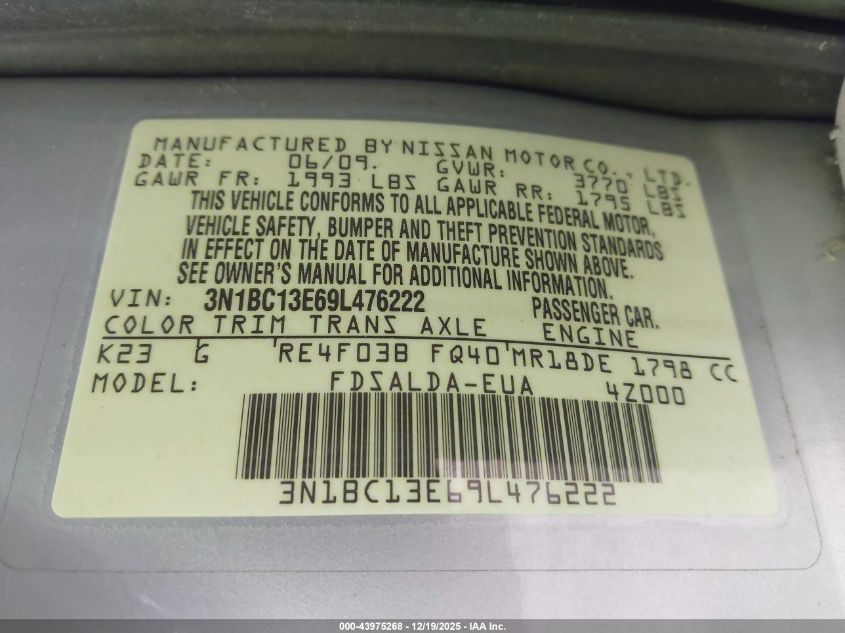 MANUFACTURED BY NISSAN MOTOR CO., LTD.
DATE: 06/09. GVWR: 3770 LBS
GAWR FR: 1993 LBS GAWR RR: 1795 LBS
THIS VEHICLE CONFORMS TO ALL APPLICABLE FEDERAL MOTOR
VEHICLE SAFETY, BUMPER AND THEFT PREVENTION STANDARDS
IN EFFECT ON THE DATE OF MANUFACTURE SHOWN ABOVE.
SEE OWNER'S MANUAL FOR ADDITIONAL INFORMATION.
VIN: 3N1BC13E69L476222 PASSENGER CAR.
COLOR TRIM TRANS AXLE ENGINE
K23 G RE4F03B FQ40 MR18DE 1798 CC
MODEL: FDSALDA-EUA 4Z000
3N1BC13E69L476222
000-43975268 - 12/19/2025 - IAA Inc.